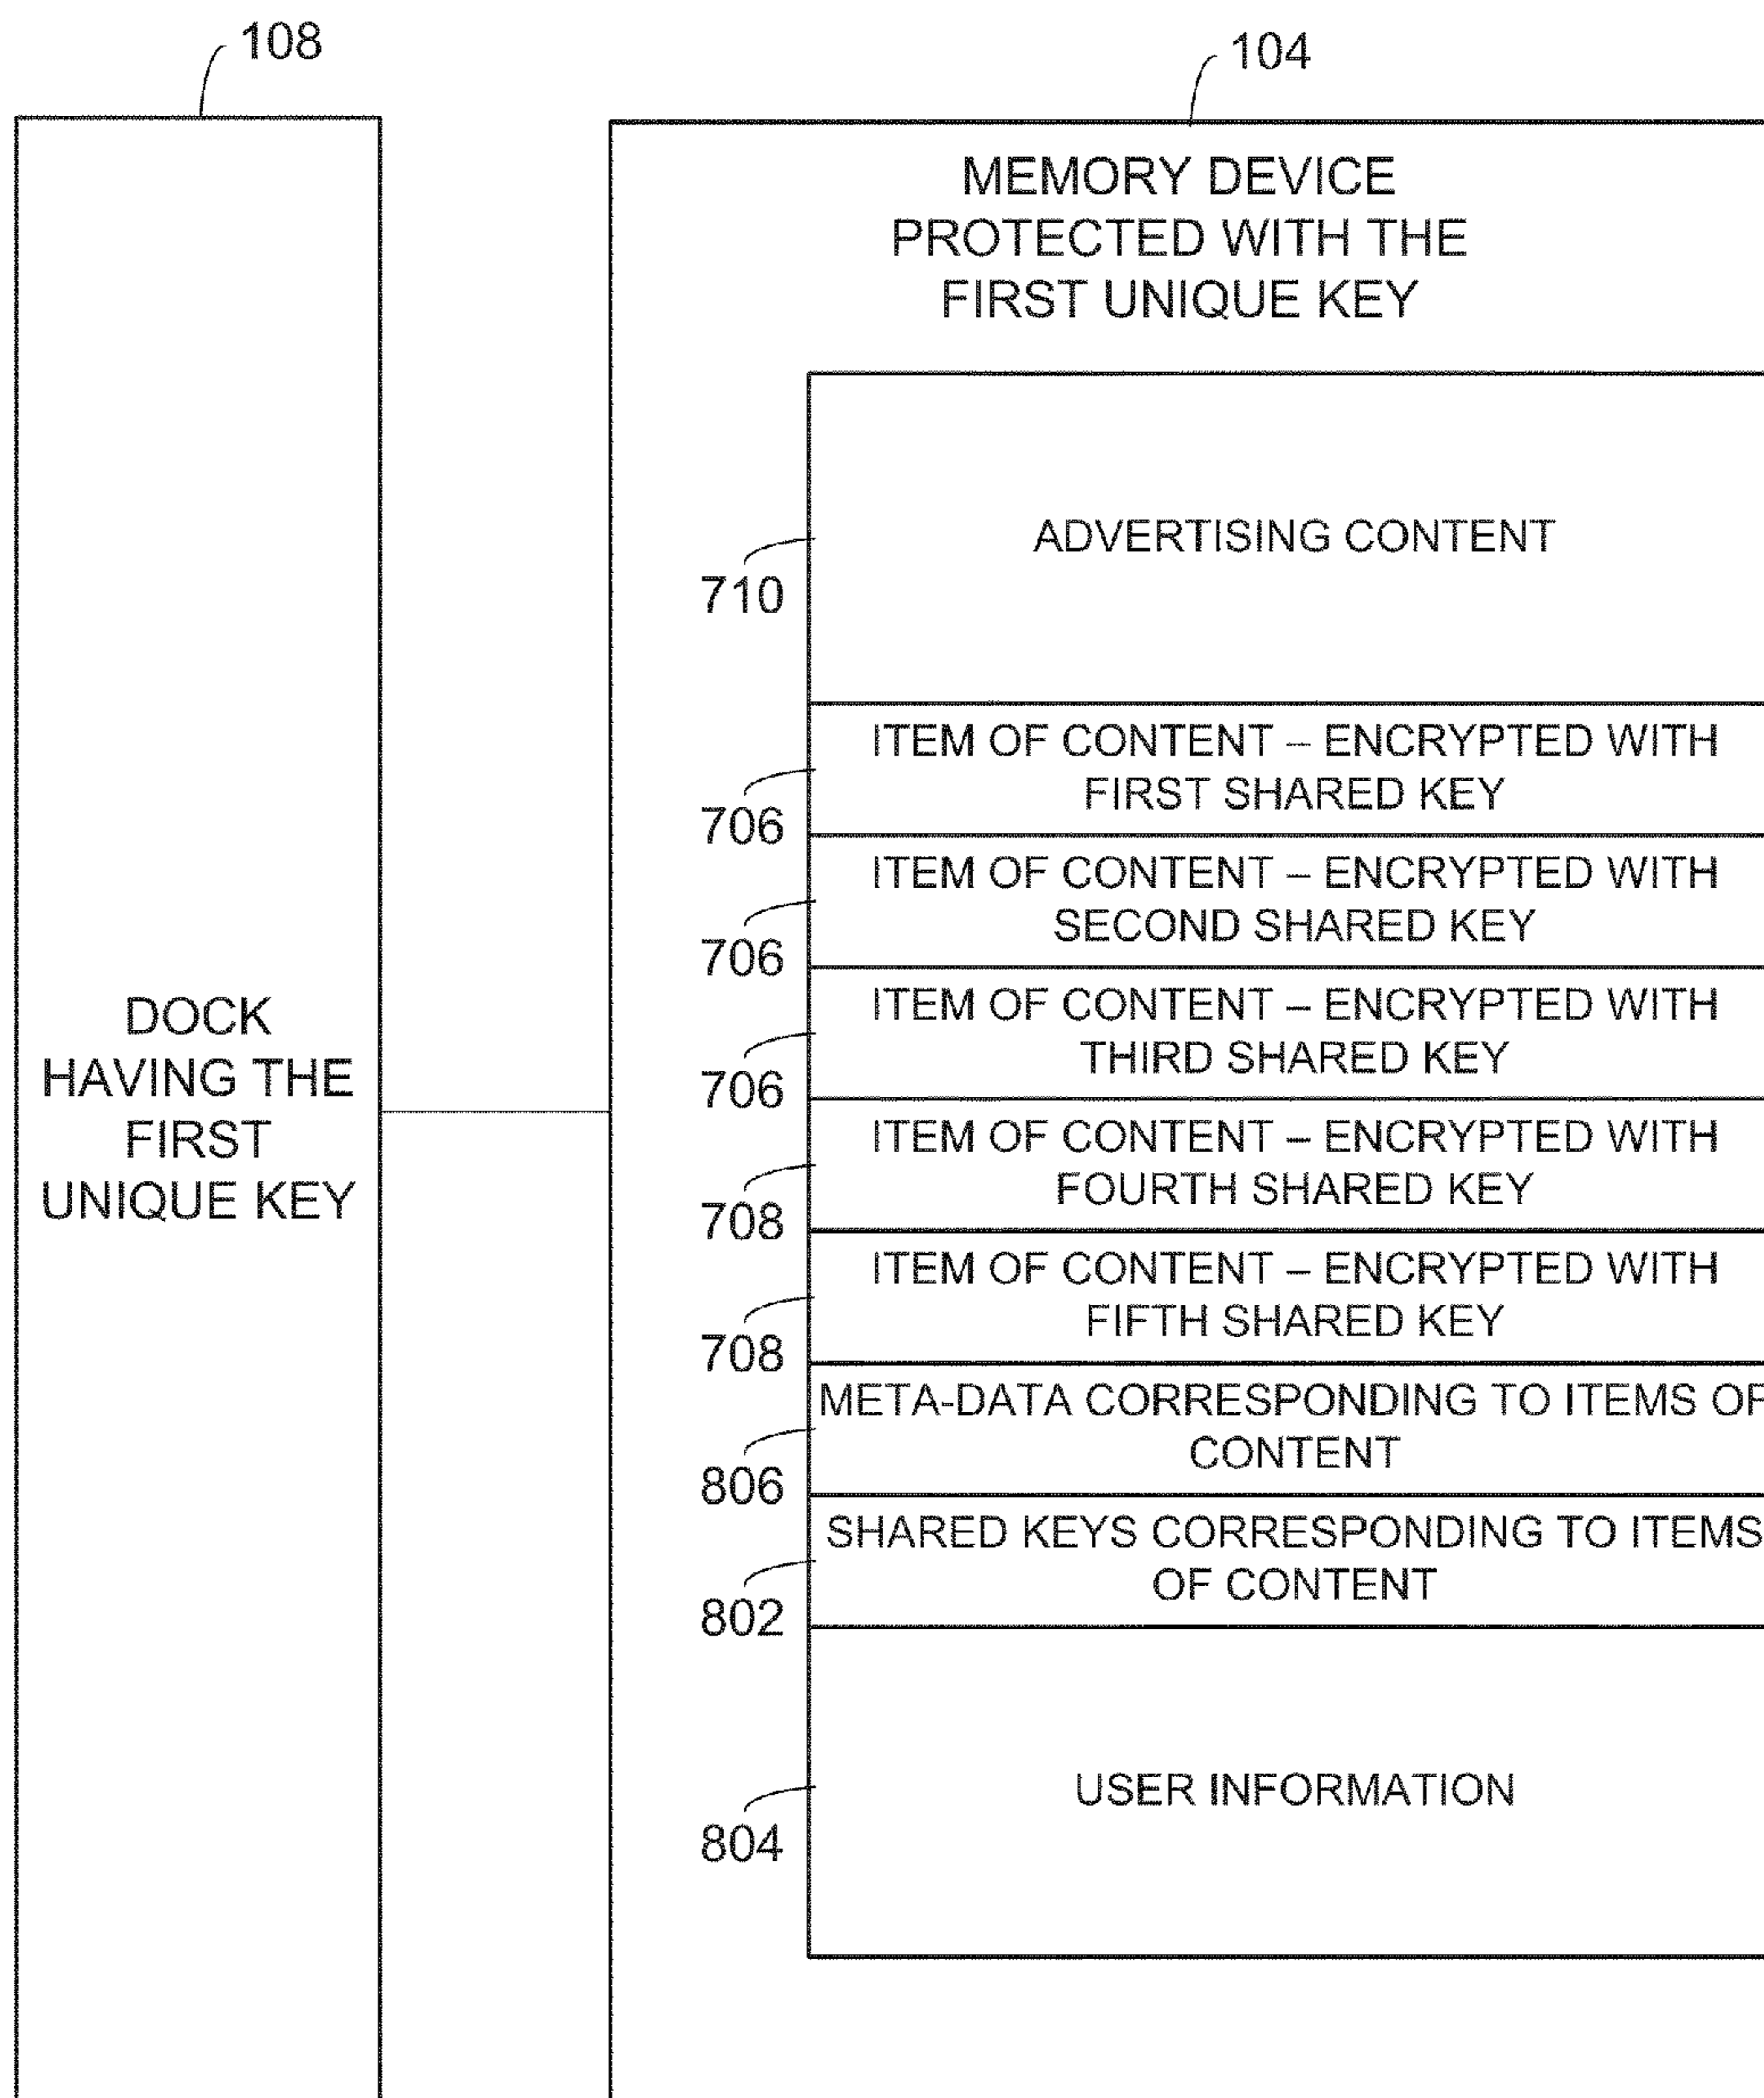 108
104
MEMORY DEVICE
PROTECTED WITH THE
FIRST UNIQUE KEY
ADVERTISING CONTENT
710
ITEM OF CONTENT – ENCRYPTED WITH
FIRST SHARED KEY
706
ITEM OF CONTENT – ENCRYPTED WITH
SECOND SHARED KEY
706
ITEM OF CONTENT – ENCRYPTED WITH
THIRD SHARED KEY
706
DOCK
HAVING THE
FIRST
UNIQUE KEY
ITEM OF CONTENT – ENCRYPTED WITH
FOURTH SHARED KEY
708
ITEM OF CONTENT – ENCRYPTED WITH
FIFTH SHARED KEY
708
META-DATA CORRESPONDING TO ITEMS OF
CONTENT
806
SHARED KEYS CORRESPONDING TO ITEMS
OF CONTENT
802
USER INFORMATION
804